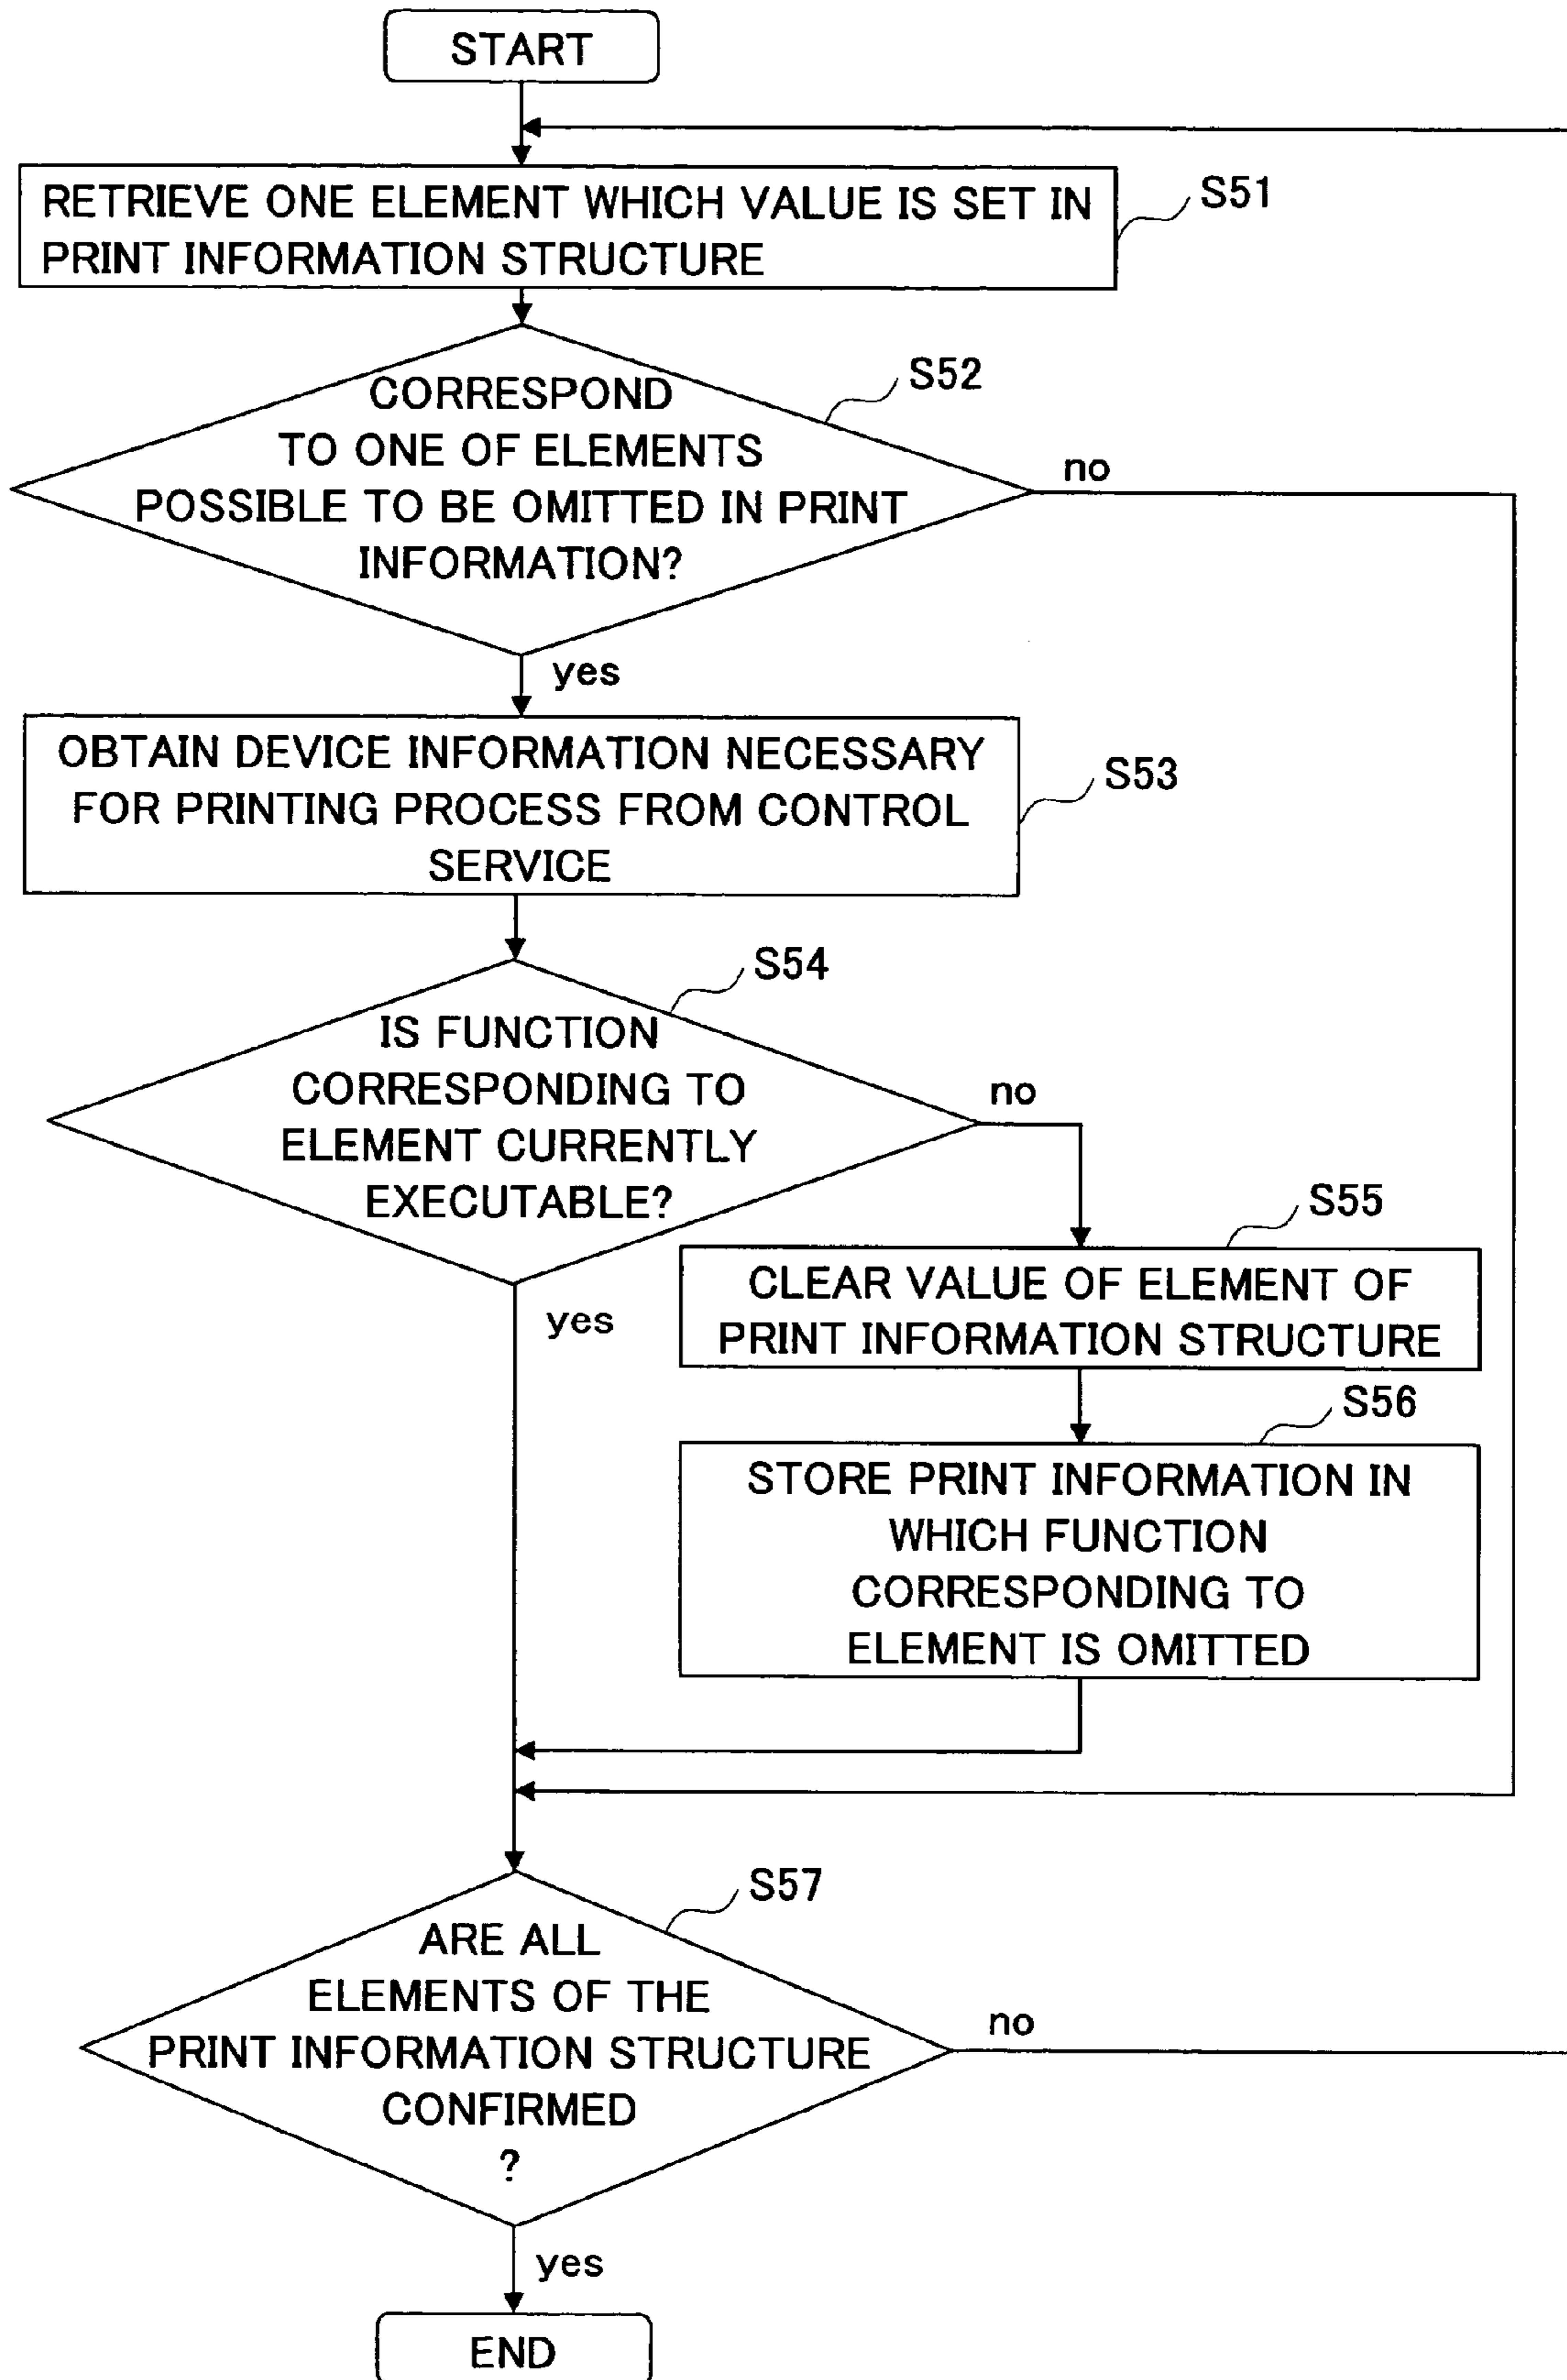 START
RETRIEVE ONE ELEMENT WHICH VALUE IS SET IN
PRINT INFORMATION STRUCTURE
S51
CORRESPOND
TO ONE OF ELEMENTS
POSSIBLE TO BE OMITTED IN PRINT
INFORMATION?
S52
no
yes
OBTAIN DEVICE INFORMATION NECESSARY
FOR PRINTING PROCESS FROM CONTROL
SERVICE
S53
IS FUNCTION
CORRESPONDING TO
ELEMENT CURRENTLY
EXECUTABLE?
S54
no
yes
CLEAR VALUE OF ELEMENT OF
PRINT INFORMATION STRUCTURE
S55
STORE PRINT INFORMATION IN
WHICH FUNCTION
CORRESPONDING TO
ELEMENT IS OMITTED
S56
ARE ALL
ELEMENTS OF THE
PRINT INFORMATION STRUCTURE
CONFIRMED
?
S57
no
yes
END